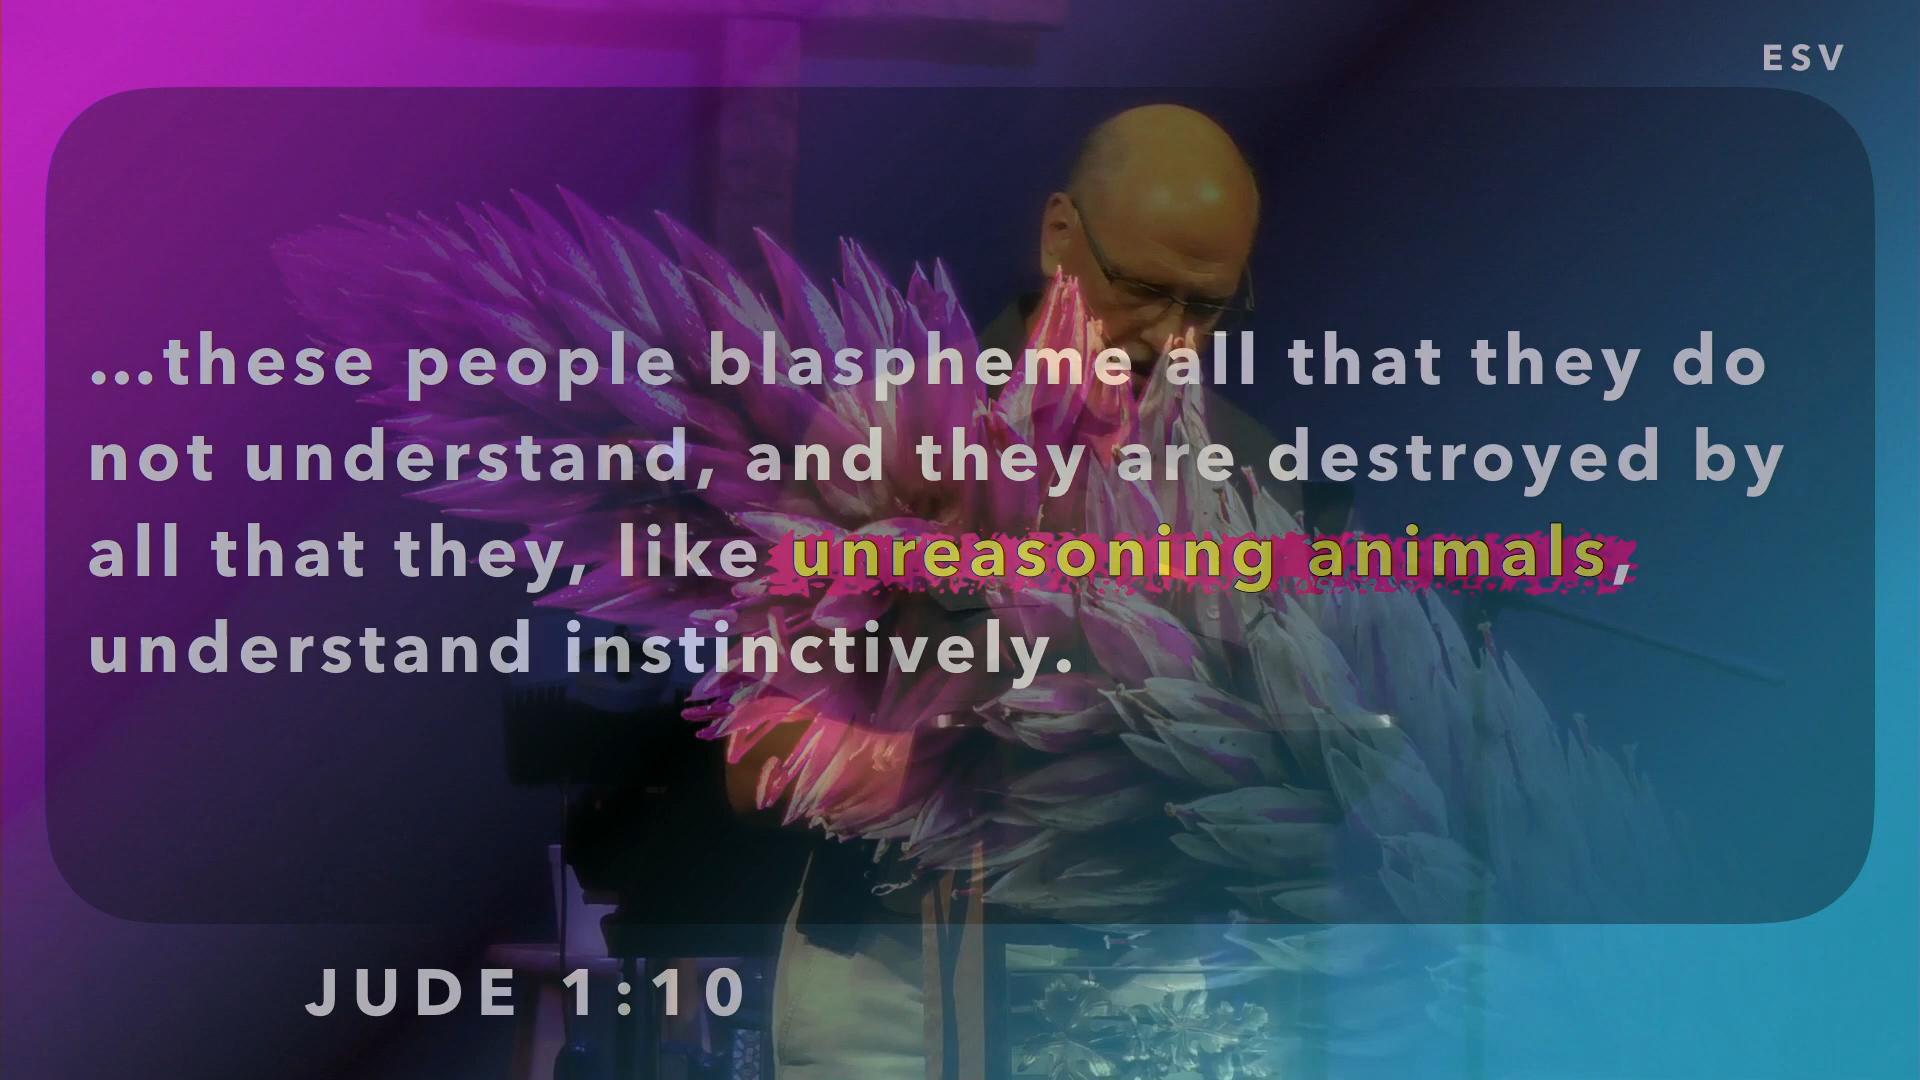 ESV
...these people blaspheme all that they do
not understand, and they are destroyed by
all that they, like unreasoning animals,
understand instinctively.
JUDE 1:10